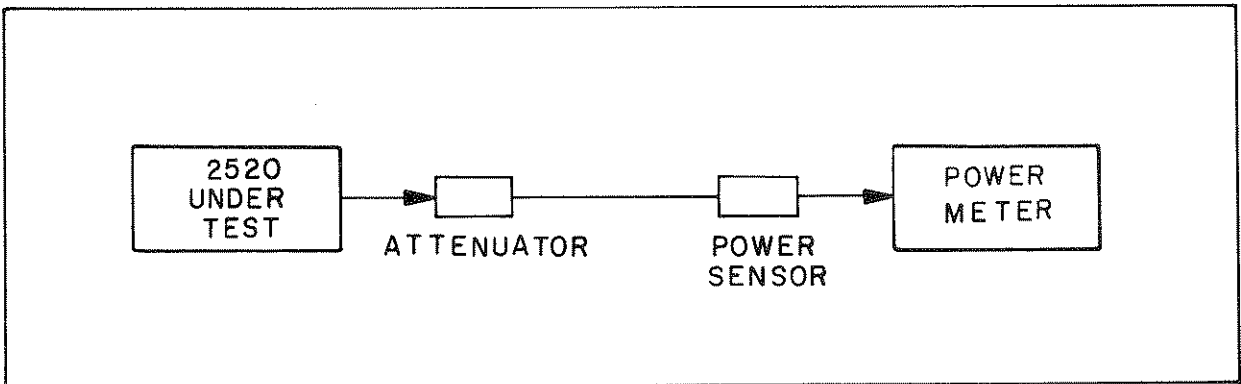 2520
UNDER
TEST
ATTENUATOR
POWER
SENSOR
POWER
METER